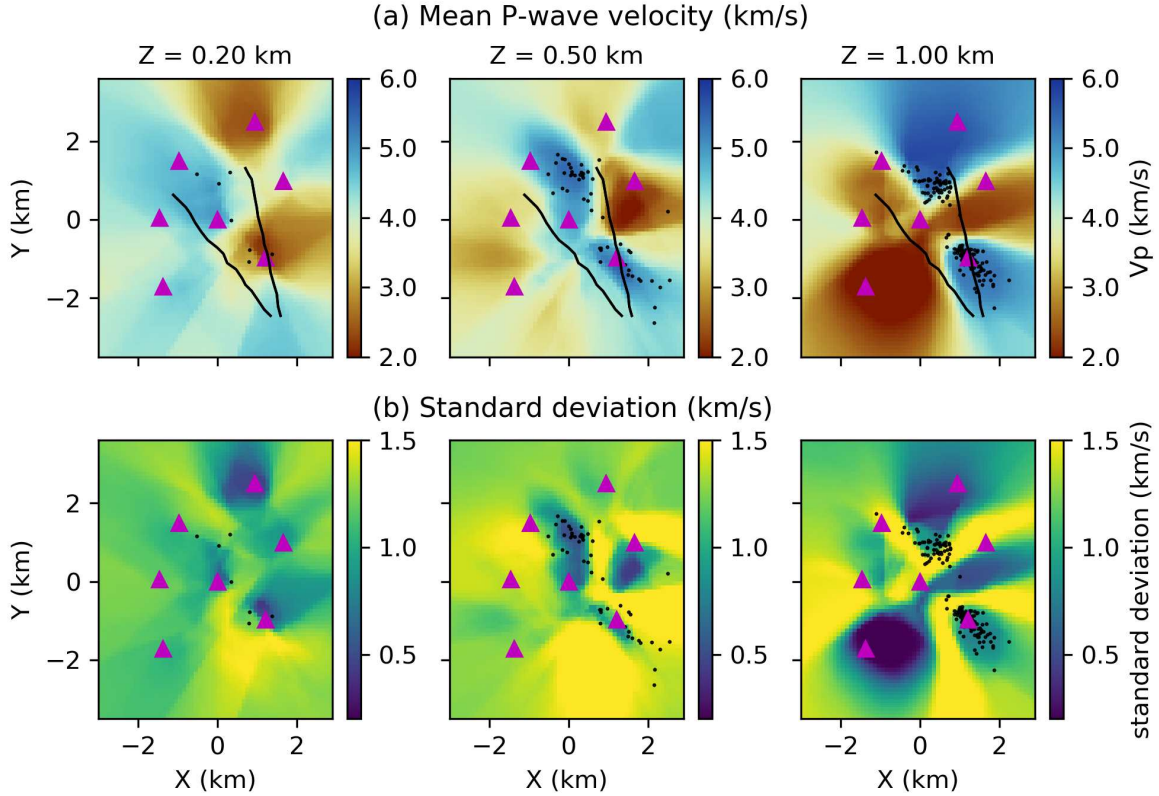 (a) Mean P-wave velocity (km/s)
Z = 0.20 km
Z = 0.50 km
Z = 1.00 km
Y (km)
2
0
−2
6.0
5.0
4.0
3.0
2.0
6.0
5.0
4.0
3.0
2.0
6.0
5.0
4.0
3.0
2.0
Vp (km/s)
(b) Standard deviation (km/s)
Y (km)
2
0
−2
1.5
1.0
0.5
1.5
1.0
0.5
1.5
1.0
0.5
standard deviation (km/s)
−2 0 2
−2 0 2
−2 0 2
X (km)
X (km)
X (km)